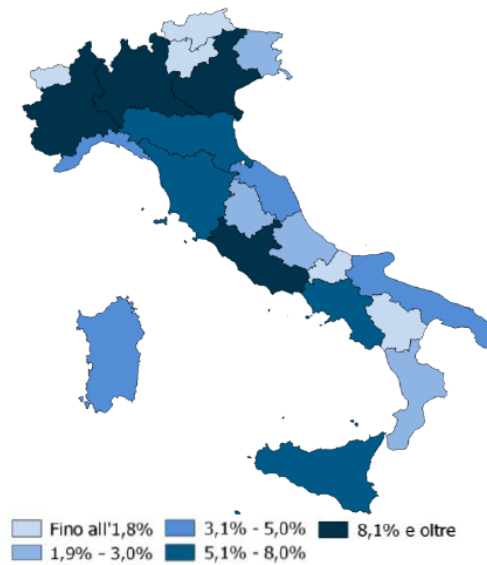 Fino all'1,8% 3,1% - 5,0% 8,1% e oltre
1,9% - 3,0% 5,1% - 8,0%